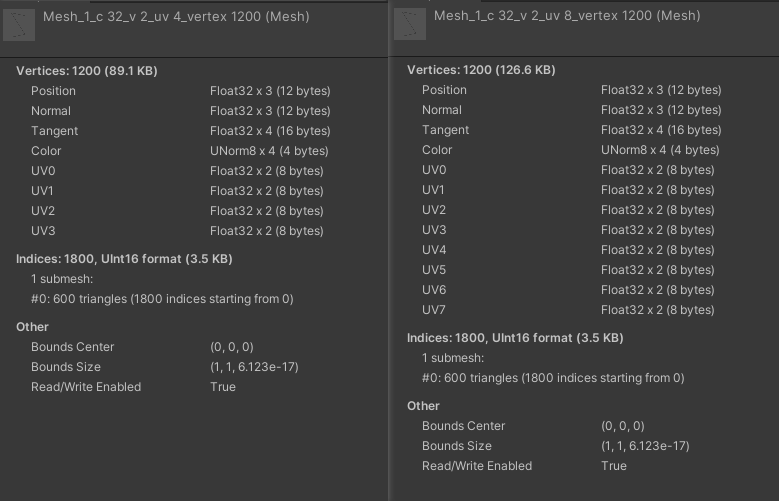 Mesh_1_c 32_v 2_uv 4_vertex 1200 (Mesh)
Vertices: 1200 (89.1 KB)
Position Float32 x 3 (12 bytes)
Normal Float32 x 3 (12 bytes)
Tangent Float32 x 4 (16 bytes)
Color UNorm8 x 4 (4 bytes)
UV0 Float32 x 2 (8 bytes)
UV1 Float32 x 2 (8 bytes)
UV2 Float32 x 2 (8 bytes)
UV3 Float32 x 2 (8 bytes)
Indices: 1800, UInt16 format (3.5 KB)
1 submesh:
#0: 600 triangles (1800 indices starting from 0)
Other
Bounds Center (0, 0, 0)
Bounds Size (1, 1, 6.123e-17)
Read/Write Enabled True
Mesh_1_c 32_v 2_uv 8_vertex 1200 (Mesh)
Vertices: 1200 (126.6 KB)
Position Float32 x 3 (12 bytes)
Normal Float32 x 3 (12 bytes)
Tangent Float32 x 4 (16 bytes)
Color UNorm8 x 4 (4 bytes)
UV0 Float32 x 2 (8 bytes)
UV1 Float32 x 2 (8 bytes)
UV2 Float32 x 2 (8 bytes)
UV3 Float32 x 2 (8 bytes)
UV4 Float32 x 2 (8 bytes)
UV5 Float32 x 2 (8 bytes)
UV6 Float32 x 2 (8 bytes)
UV7 Float32 x 2 (8 bytes)
Indices: 1800, UInt16 format (3.5 KB)
1 submesh:
#0: 600 triangles (1800 indices starting from 0)
Other
Bounds Center (0, 0, 0)
Bounds Size (1, 1, 6.123e-17)
Read/Write Enabled True